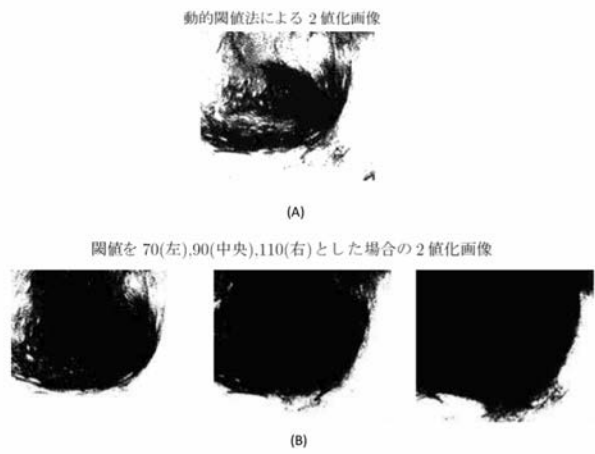 動的閾値法による 2 値化画像
(A)
閾値を 70(左),90(中央),110(右)とした場合の 2 値化画像
(B)